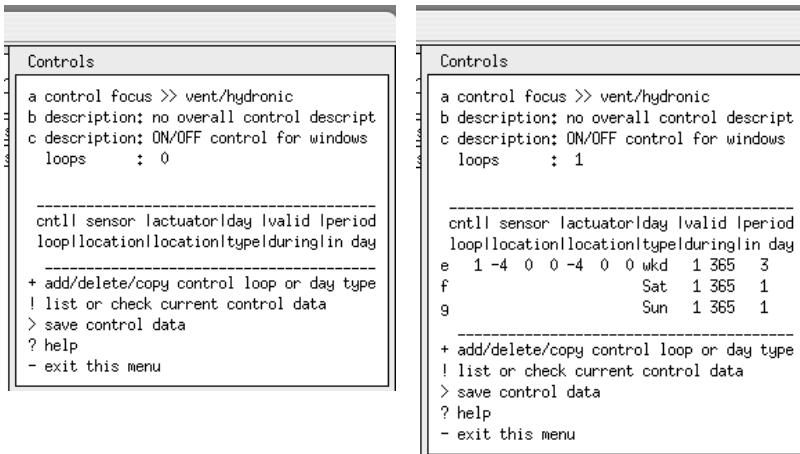 Controls
a control focus >> vent/hydronic
b description: no overall control descript
c description: ON/OFF control for windows
loops : 0
cntl| sensor |actuator|day |valid |period
loop|location|location|type|during|in day
+ add/delete/copy control loop or day type
! list or check current control data
> save control data
? help
- exit this menu
Controls
a control focus >> vent/hydronic
b description: no overall control descript
c description: ON/OFF control for windows
loops : 1
cntl| sensor |actuator|day |valid |period
loop|location|location|type|during|in day
e 1 -4 0 0 -4 0 0 wkd 1 365 3
f Sat 1 365 1
g Sun 1 365 1
+ add/delete/copy control loop or day type
! list or check current control data
> save control data
? help
- exit this menu